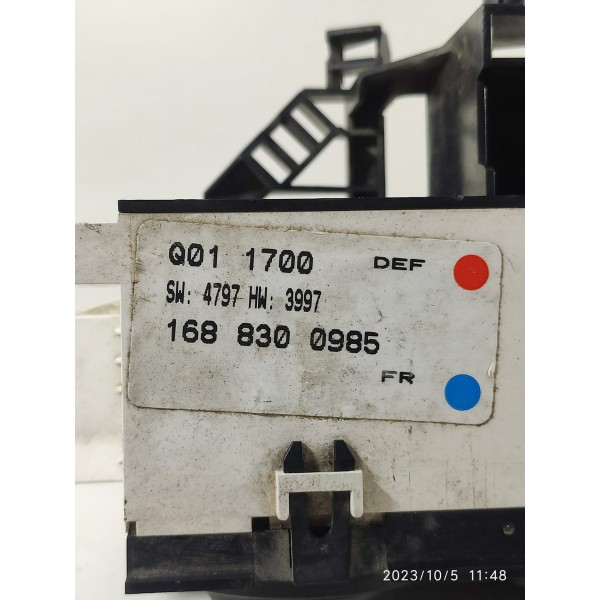 Q01 1700 DEF
SW: 4797 HW: 3997
168 830 0985
FR
2023/10/5 11:48